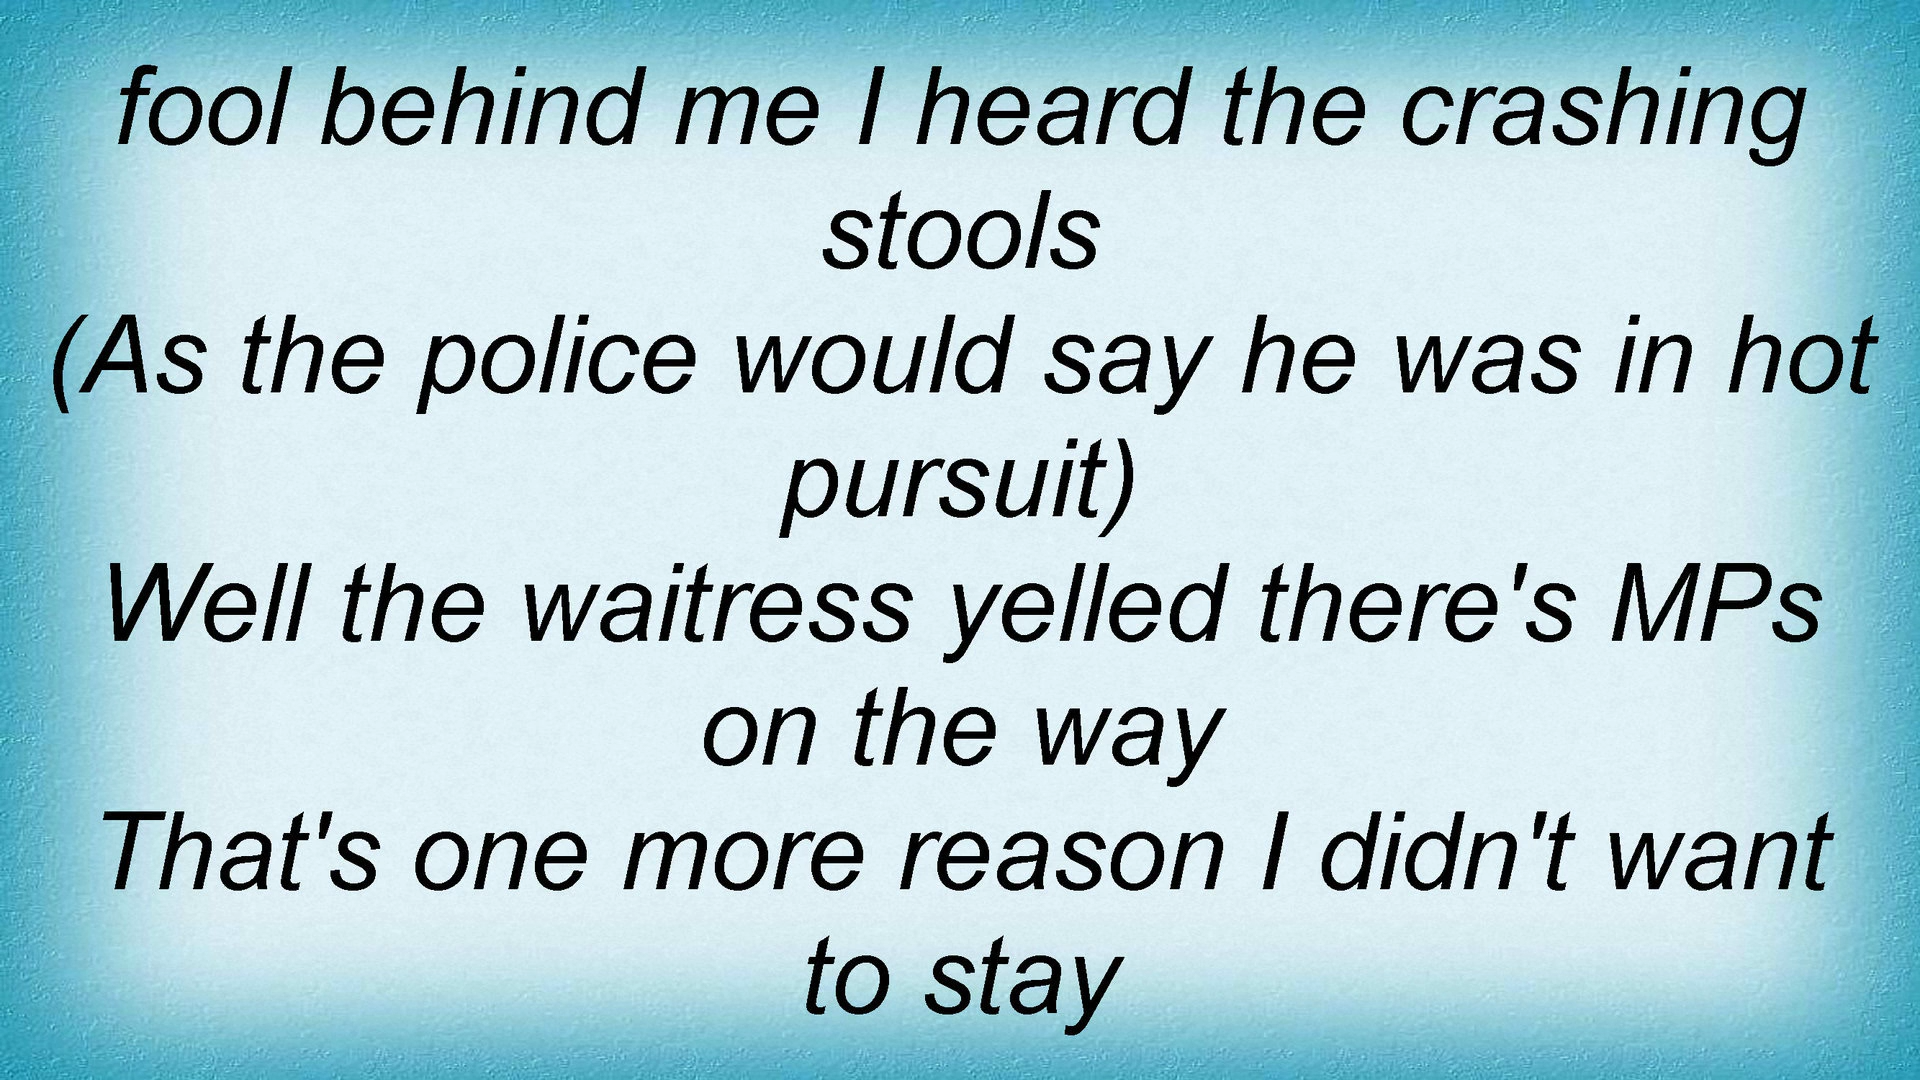 fool behind me I heard the crashing
stools
(As the police would say he was in hot
pursuit)
Well the waitress yelled there's MPs
on the way
That's one more reason I didn't want
to stay